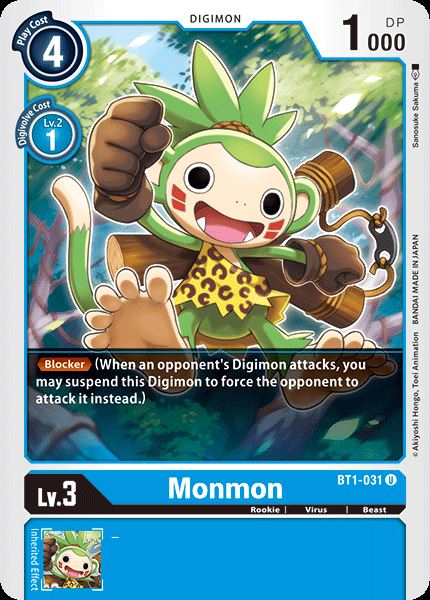 DIGIMON
Play Cost
4
DP
1000
Digivolve Cost
Lv.2
1
Sanosuke Sakuma
© Akiyoshi Hongo, Toei Animation BANDAI MADE IN JAPAN
Blocker (When an opponent's Digimon attacks, you
may suspend this Digimon to force the opponent to
attack it instead.)
BT1-031 U
Lv.3
Monmon
Rookie | Virus | Beast
Inherited Effect
–